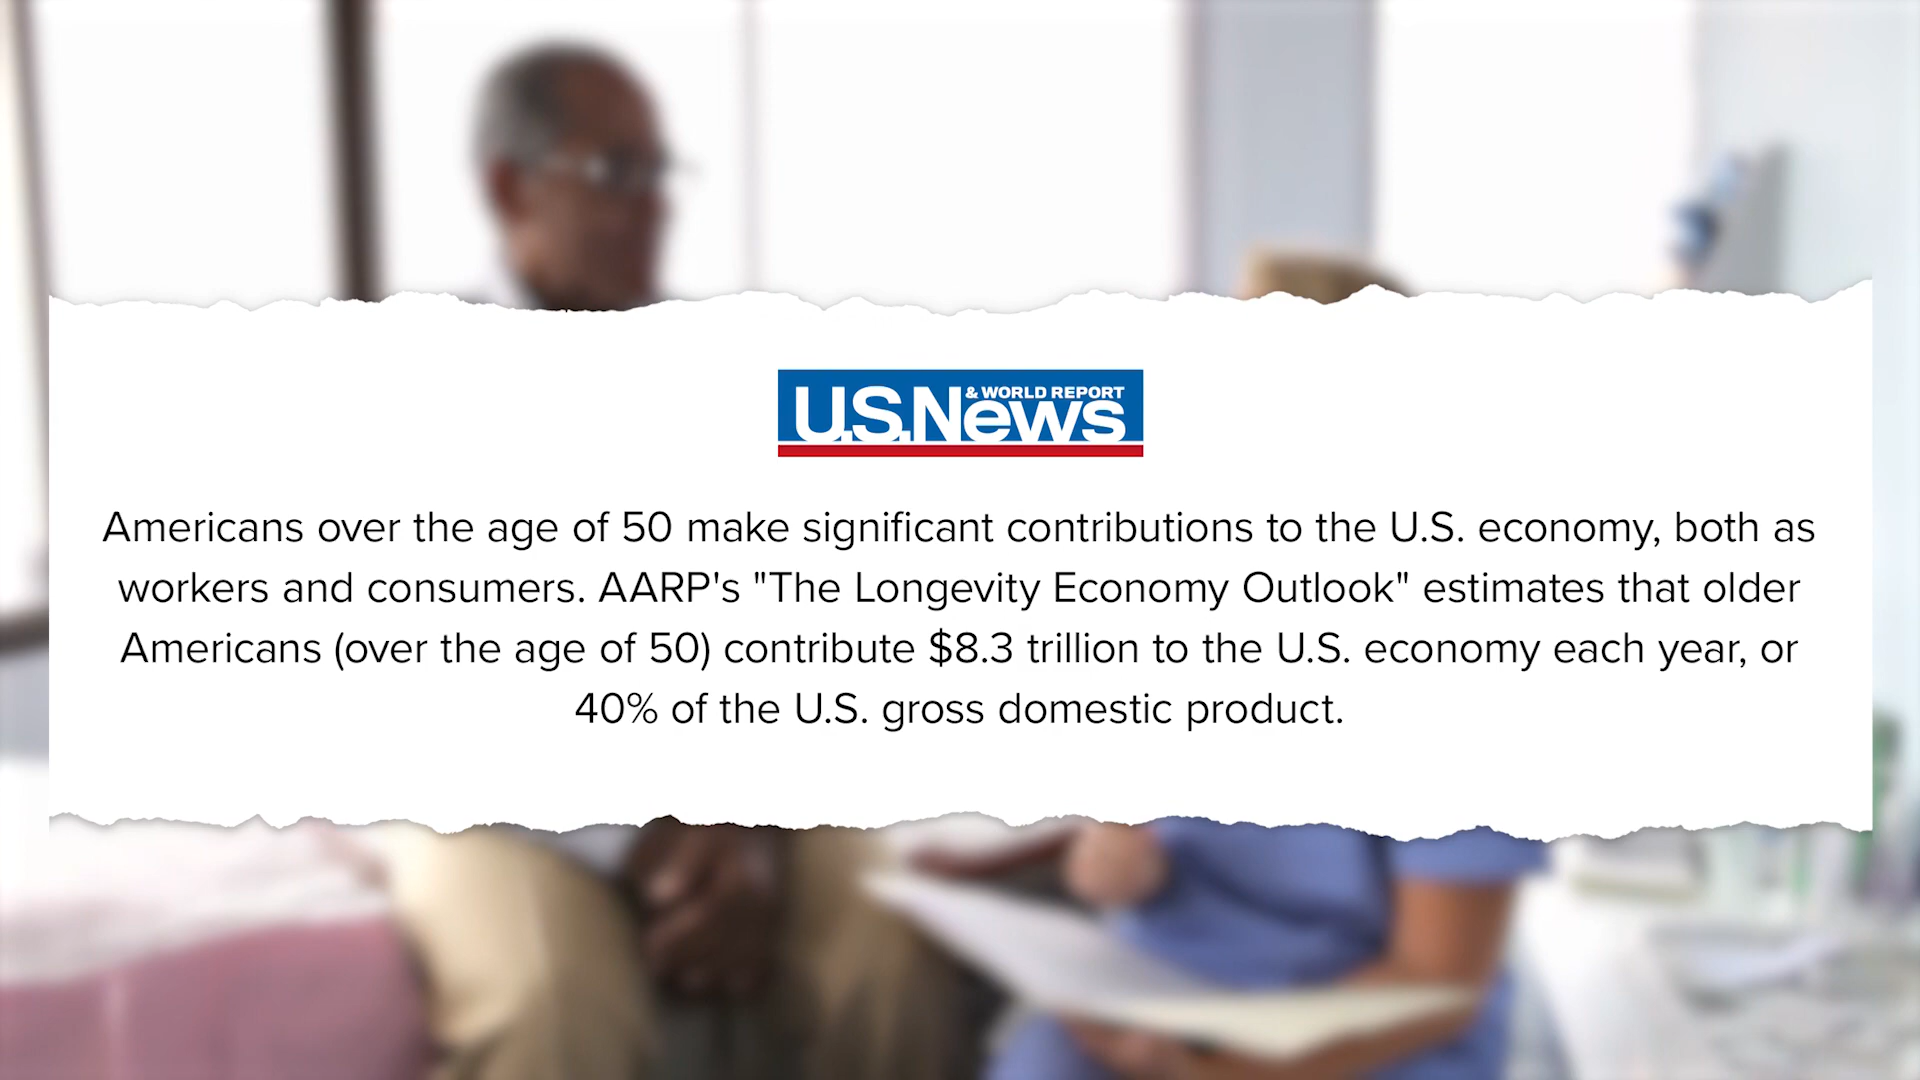 U.S. News & WORLD REPORT
Americans over the age of 50 make significant contributions to the U.S. economy, both as
workers and consumers. AARP's "The Longevity Economy Outlook" estimates that older
Americans (over the age of 50) contribute $8.3 trillion to the U.S. economy each year, or
40% of the U.S. gross domestic product.